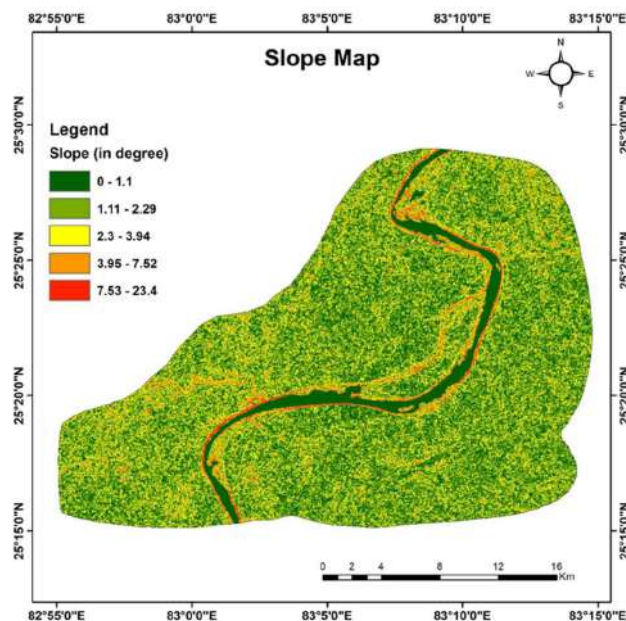 82°55'0"E 83°0'0"E 83°5'0"E 83°10'0"E 83°15'0"E
Slope Map
N
W E
S
25°30'0"N 25°30'0"N
Legend
Slope (in degree)
0 - 1.1
1.11 - 2.29
2.3 - 3.94
3.95 - 7.52
7.53 - 23.4
25°25'0"N 25°25'0"N
25°20'0"N 25°20'0"N
25°15'0"N 25°15'0"N
0 2 4 8 12 16
Km
82°55'0"E 83°0'0"E 83°5'0"E 83°10'0"E 83°15'0"E